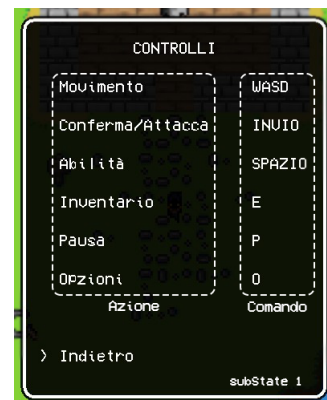 CONTROLLI
Movimento WASD
Conferma/Attacca INVIO
Abilità SPAZIO
Inventario E
Pausa P
Opzioni O
Azione Comando
> Indietro
subState 1